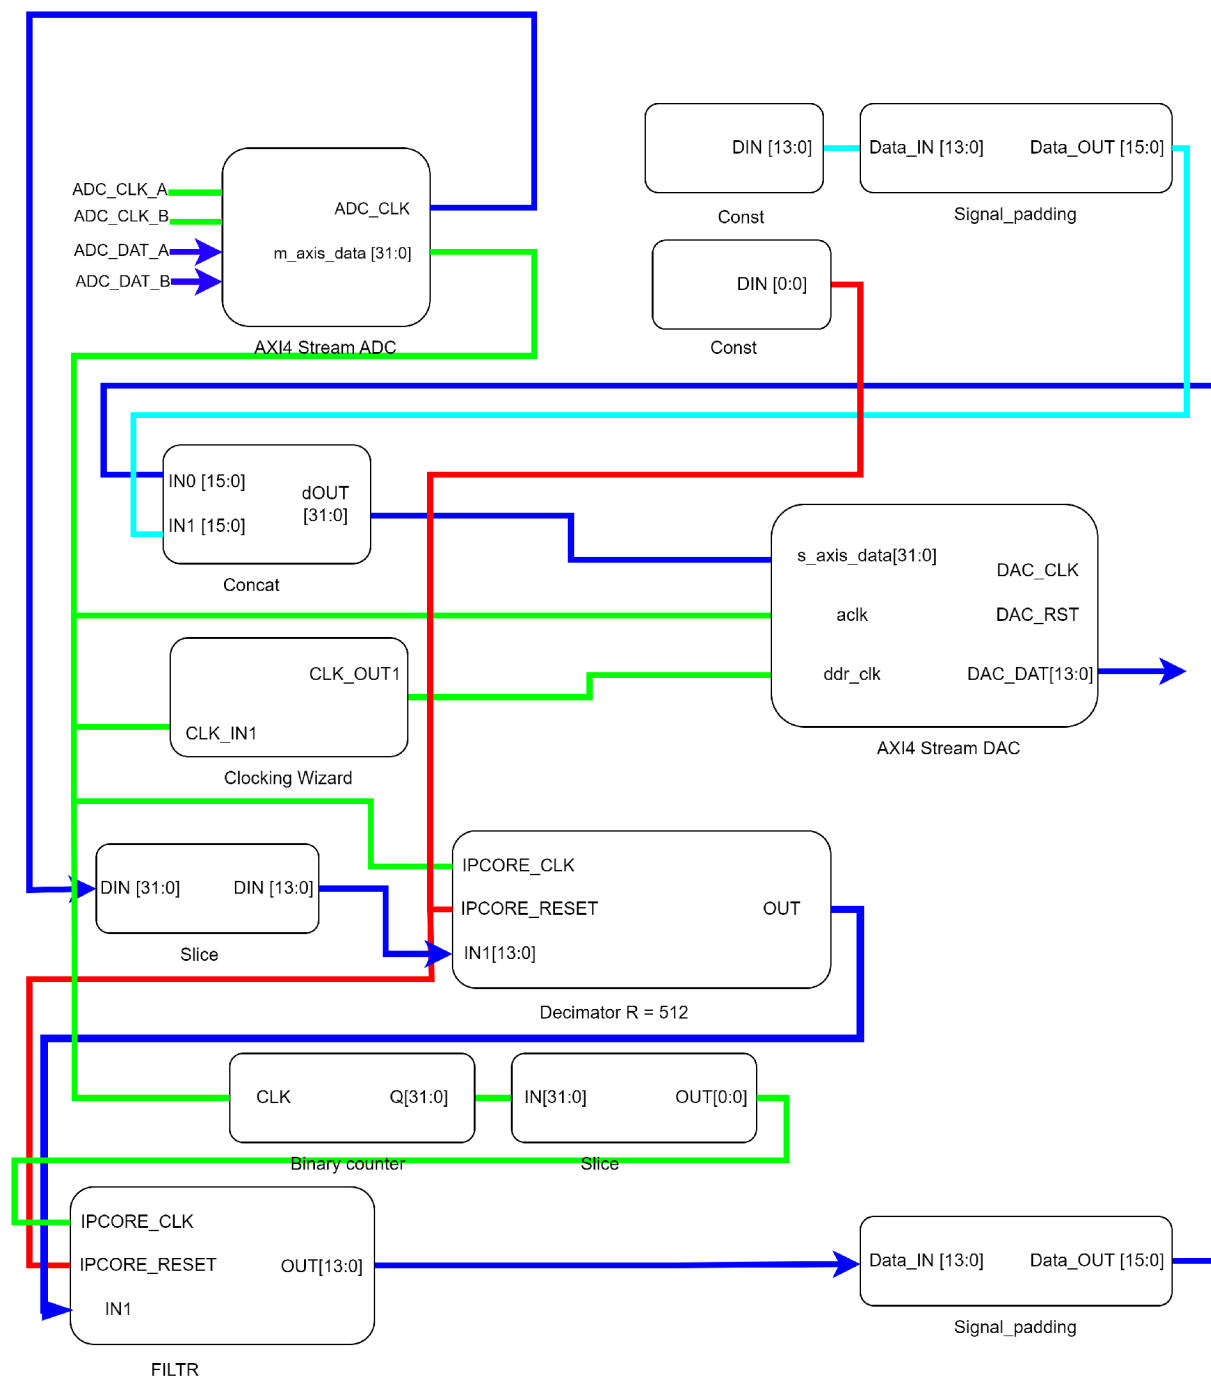 DIN [13:0]
Data_IN [13:0]
Data_OUT [15:0]
Const
Signal_padding
ADC_CLK_A
ADC_CLK_B
ADC_DAT_A
ADC_DAT_B
ADC_CLK
m_axis_data [31:0]
AXI4 Stream ADC
DIN [0:0]
Const
IN0 [15:0]
IN1 [15:0]
dOUT
[31:0]
Concat
s_axis_data[31:0]
aclk
ddr_clk
DAC_CLK
DAC_RST
DAC_DAT[13:0]
AXI4 Stream DAC
CLK_OUT1
CLK_IN1
Clocking Wizard
DIN [31:0]
DIN [13:0]
Slice
IPCORE_CLK
IPCORE_RESET
IN1[13:0]
OUT
Decimator R = 512
CLK
Q[31:0]
Binary counter
IN[31:0]
OUT[0:0]
Slice
IPCORE_CLK
IPCORE_RESET
IN1
OUT[13:0]
FILTR
Data_IN [13:0]
Data_OUT [15:0]
Signal_padding